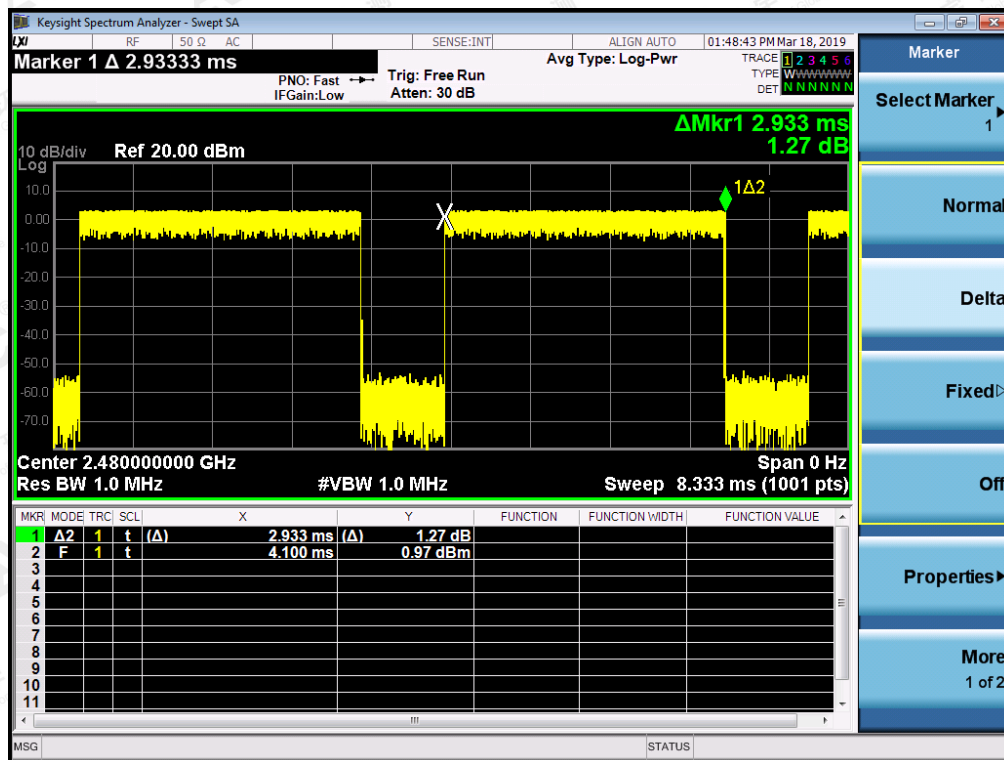 Keysight Spectrum Analyzer - Swept SA
LXI RF 50 Ω AC SENSE:INT ALIGN AUTO 01:48:43 PM Mar 18, 2019
Marker 1 Δ 2.93333 ms
PNO: Fast
IFGain:Low
Trig: Free Run
Atten: 30 dB
Avg Type: Log-Pwr
TRACE 1 2 3 4 5 6
TYPE WWWWWW
DET N N N N N N
ΔMkr1 2.933 ms
1.27 dB
10 dB/div Ref 20.00 dBm
Log
10.0
0.00
-10.0
-20.0
-30.0
-40.0
-50.0
-60.0
-70.0
1Δ2
Center 2.480000000 GHz Span 0 Hz
Res BW 1.0 MHz #VBW 1.0 MHz Sweep 8.333 ms (1001 pts)
MKR MODE TRC SCL X Y FUNCTION FUNCTION WIDTH FUNCTION VALUE
1 Δ2 1 t (Δ) 2.933 ms (Δ) 1.27 dB
2 F 1 t 4.100 ms 0.97 dBm
3
4
5
6
7
8
9
10
11
MSG STATUS
Marker
Select Marker
1
Normal
Delta
Fixed
Off
Properties
More
1 of 2